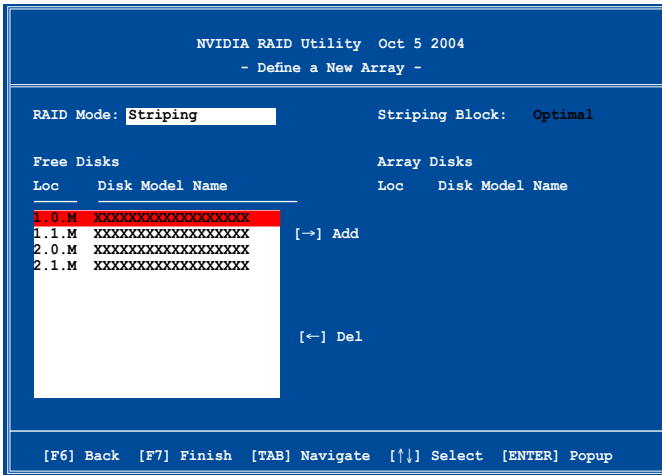 NVIDIA RAID Utility Oct 5 2004
- Define a New Array -
RAID Mode: Striping Striping Block: Optimal
Free Disks Array Disks
Loc Disk Model Name Loc Disk Model Name
1.0.M XXXXXXXXXXXXXXXXXX
1.1.M XXXXXXXXXXXXXXXXXX
[→] Add
2.0.M XXXXXXXXXXXXXXXXXX
2.1.M XXXXXXXXXXXXXXXXXX
[←] Del
[F6] Back [F7] Finish [TAB] Navigate [↑↓] Select [ENTER] Popup